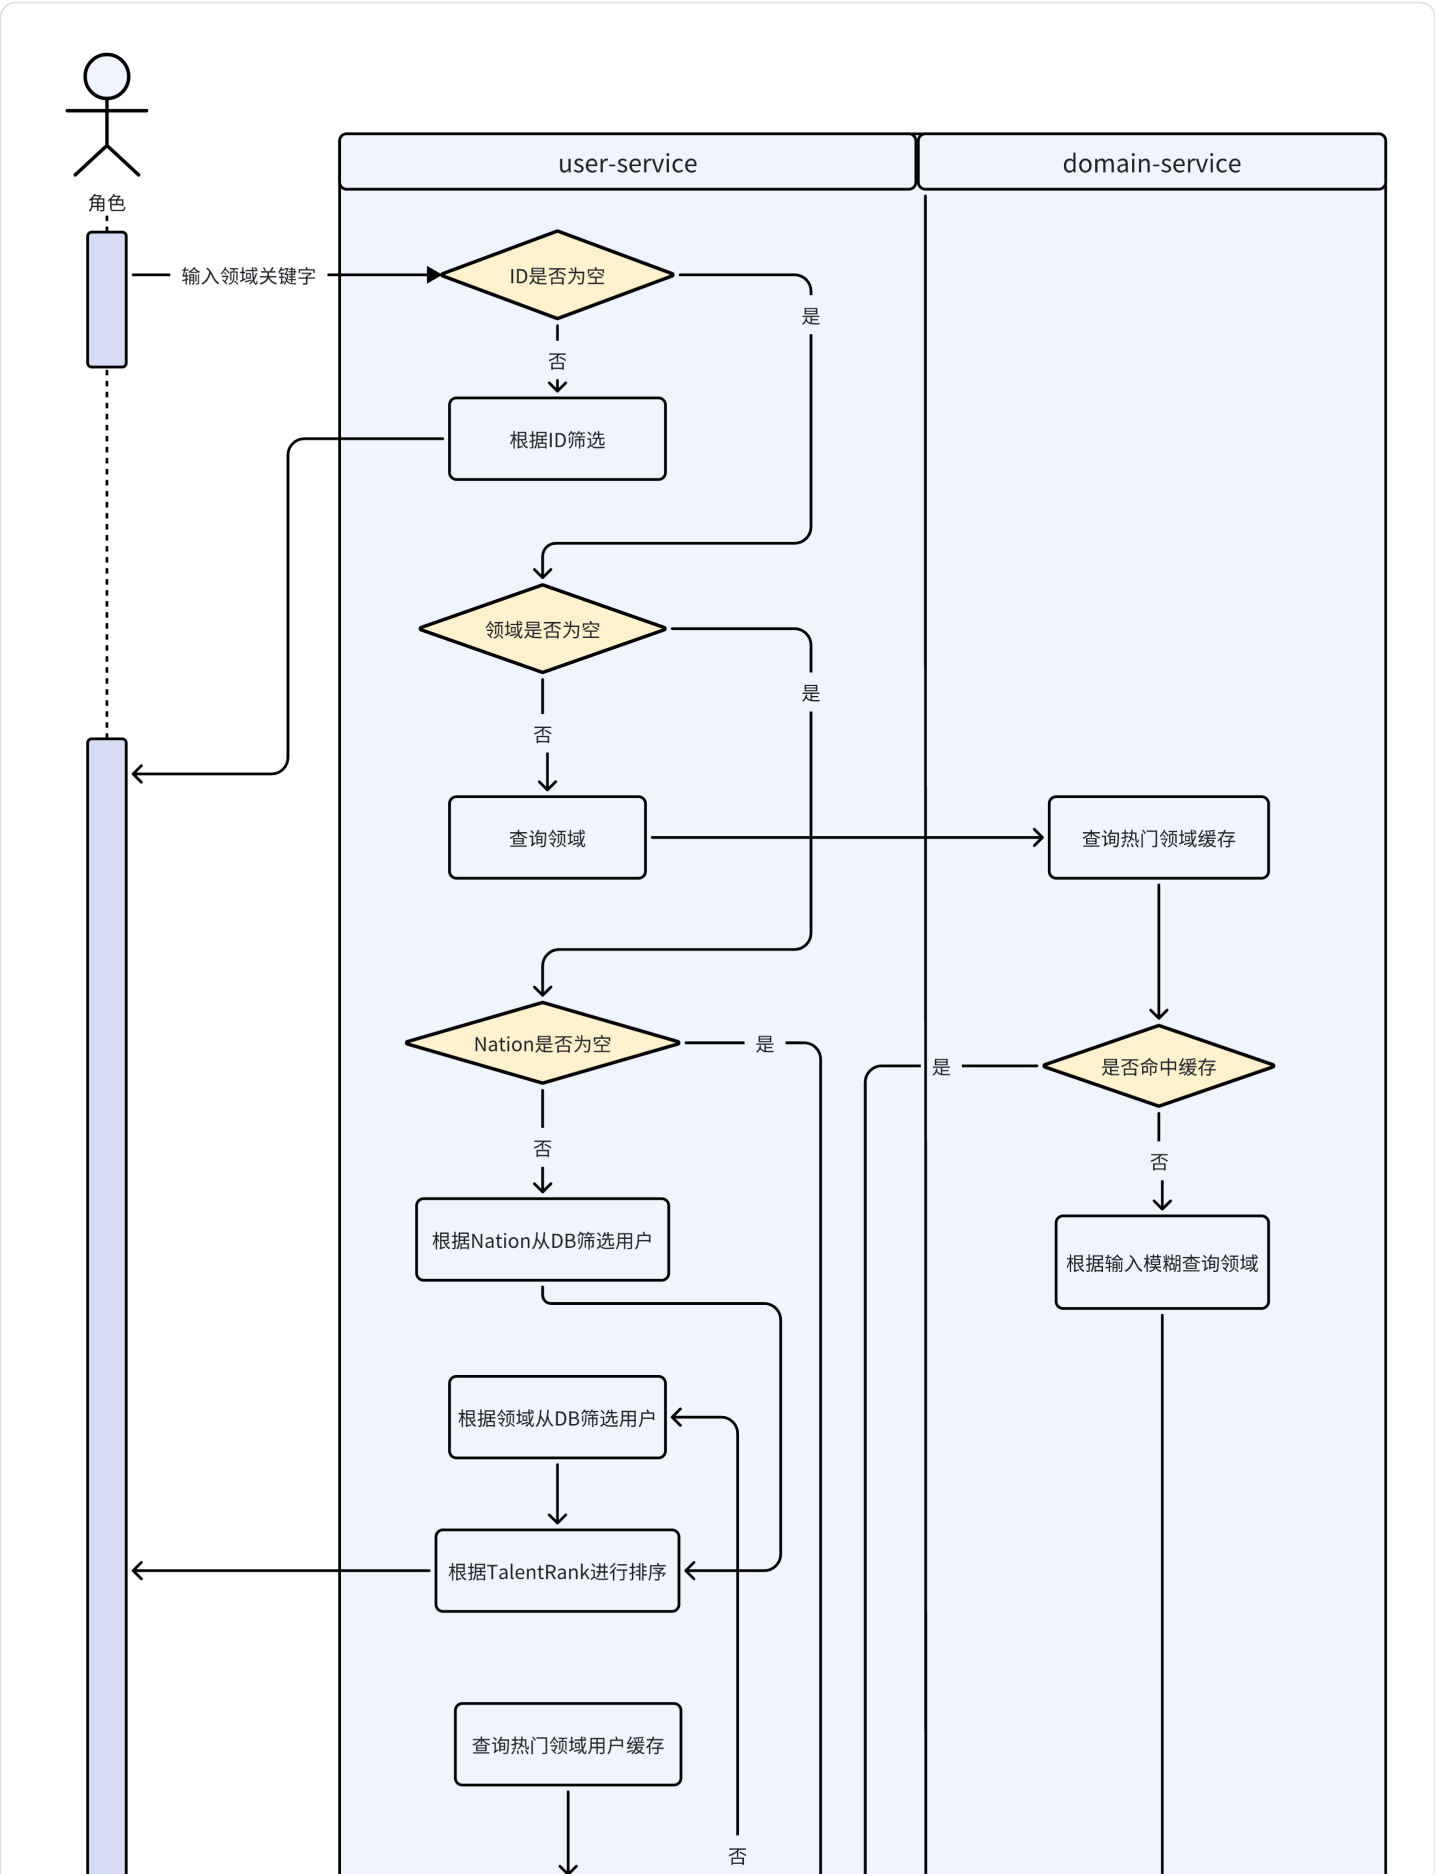 user-service
domain-service
角色
输入领域关键字
ID是否为空
是
否
根据ID筛选
领域是否为空
是
否
查询领域
查询热门领域缓存
Nation是否为空
是
是
是否命中缓存
否
否
根据Nation从DB筛选用户
根据输入模糊查询领域
根据领域从DB筛选用户
根据TalentRank进行排序
查询热门领域用户缓存
否